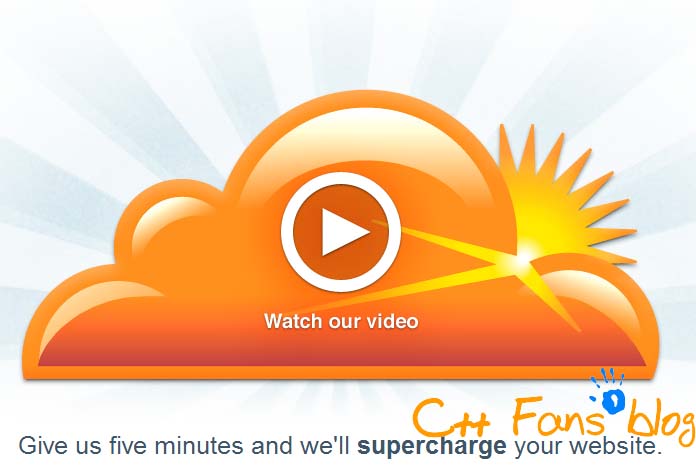 Watch our video
C++ Fans blog
Give us five minutes and we'll supercharge your website.